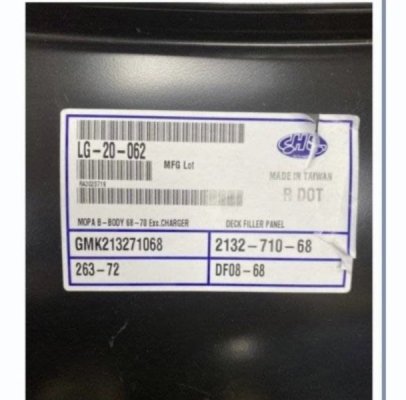 LG-20-062
MFG Lot
MADE IN TAIWAN
R DOT
MOPA B-BODY 68-70 Exc.CHARGER DECK FILLER PANEL
GMK213271068 2132-710-68
263-72 DF08-68